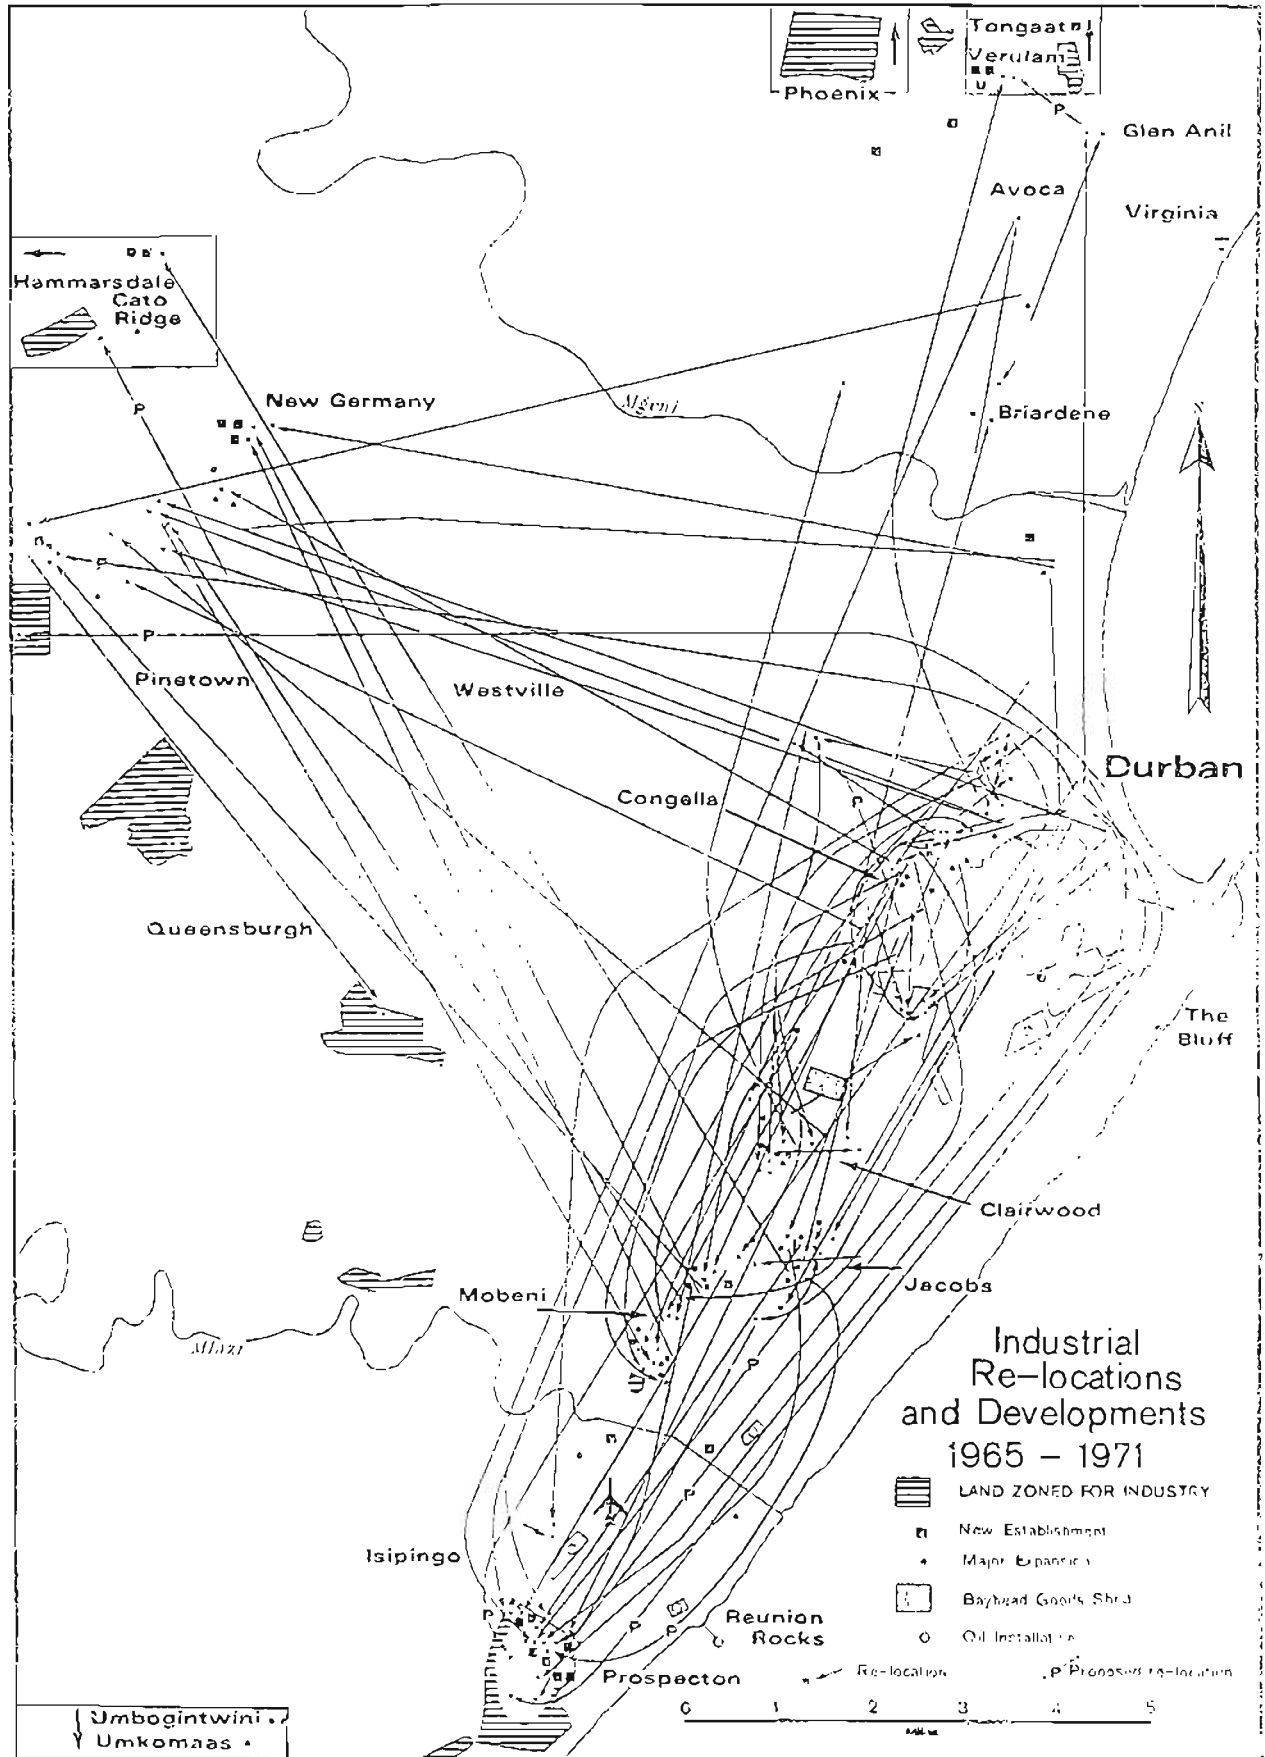 Phoenix
Tongaat
Verulam
U
P
Glen Anil
Avoca
Virginia
Hammarsdale
Cato
Ridge
New Germany
P
Mgeni
Briardene
N
P
Pinetown
Westville
Durban
Congella
Queensburgh
The
Bluff
Clairwood
Mobeni
Jacobs
Mlazi
P
Industrial
Re-locations
and Developments
1965 – 1971
LAND ZONED FOR INDUSTRY
New Establishment
Major Expansion
Bayhead Goods Shed
Oil Installation
Re-location
P Proposed re-location
P
Isipingo
P
P
P
Reunion
Rocks
Prospecton
0 1 2 3 4 5
Miles
Umbogintwini
Umkomaas